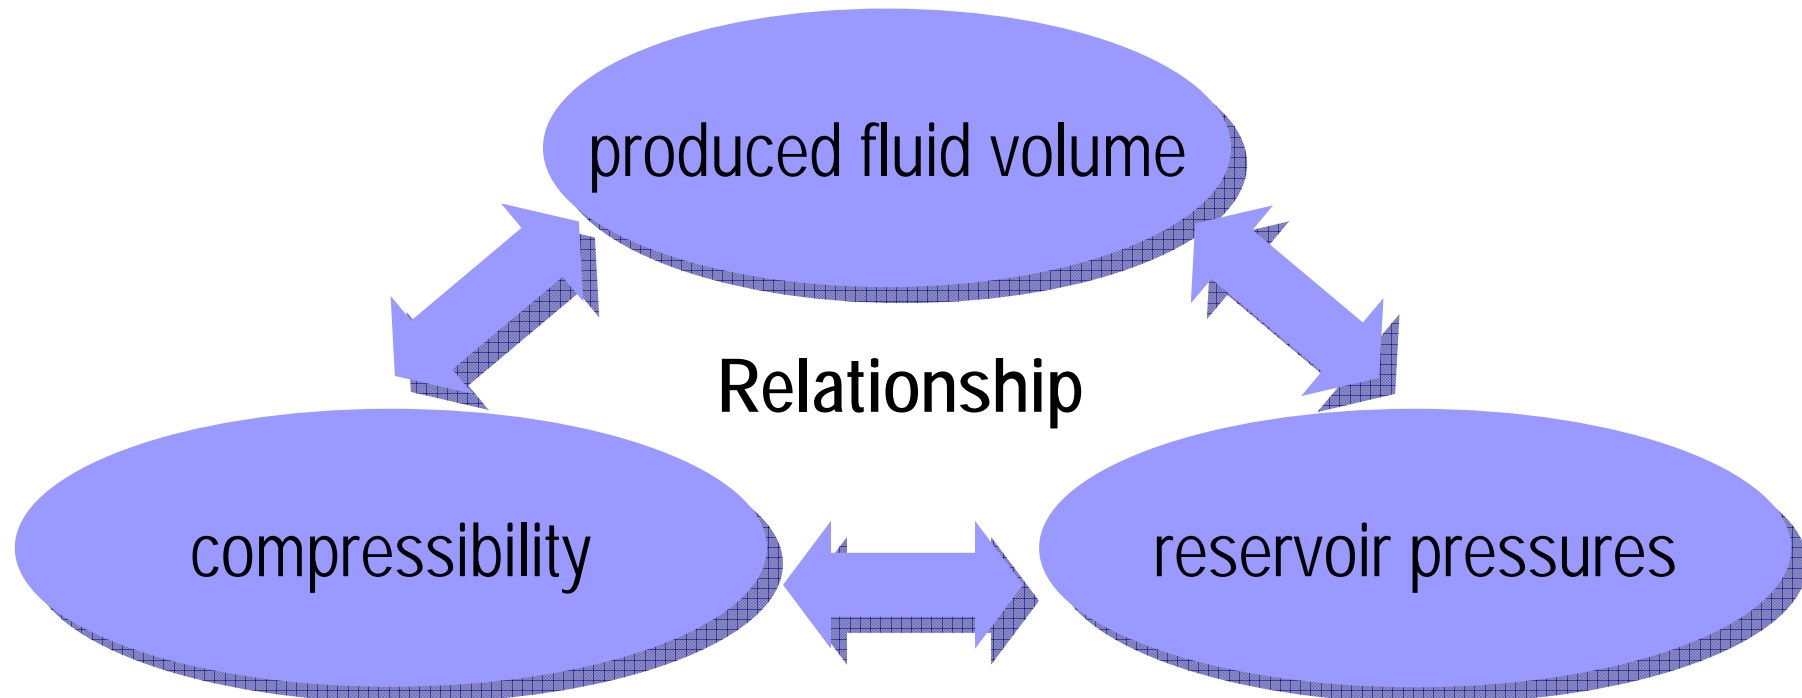 produced fluid volume
Relationship
compressibility
reservoir pressures